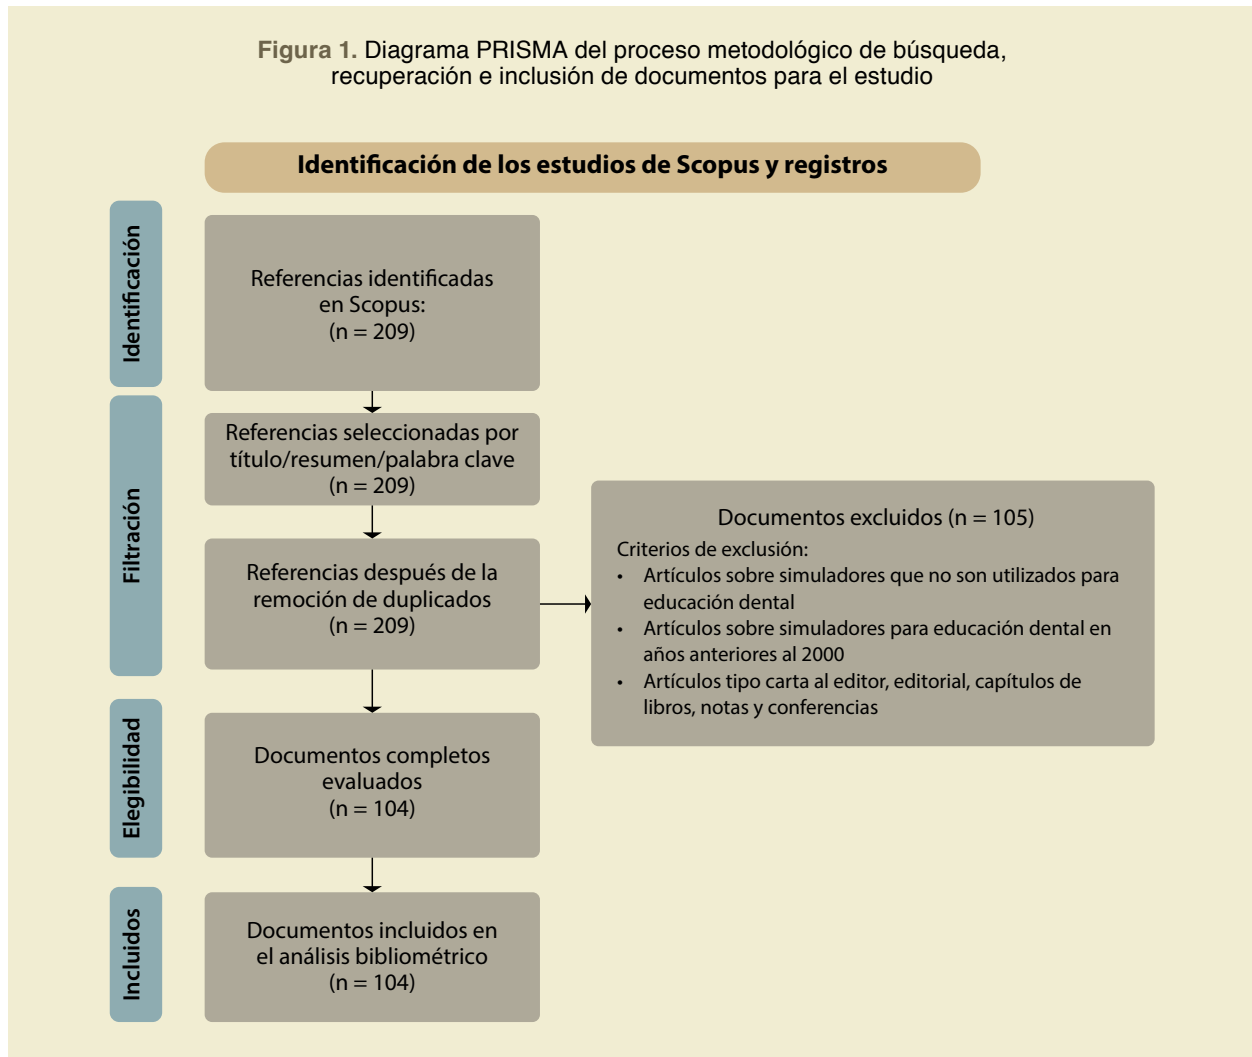 Figura 1. Diagrama PRISMA del proceso metodológico de búsqueda,
recuperación e inclusión de documentos para el estudio
Identificación de los estudios de Scopus y registros
Identificación
Referencias identificadas
en Scopus:
(n = 209)
Filtración
Referencias seleccionadas por
título/resumen/palabra clave
(n = 209)
Referencias después de la
remoción de duplicados
(n = 209)
Documentos excluidos (n = 105)
Criterios de exclusión:
• Artículos sobre simuladores que no son utilizados para
educación dental
• Artículos sobre simuladores para educación dental en
años anteriores al 2000
• Artículos tipo carta al editor, editorial, capítulos de
libros, notas y conferencias
Elegibilidad
Documentos completos
evaluados
(n = 104)
Incluidos
Documentos incluidos en
el análisis bibliométrico
(n = 104)